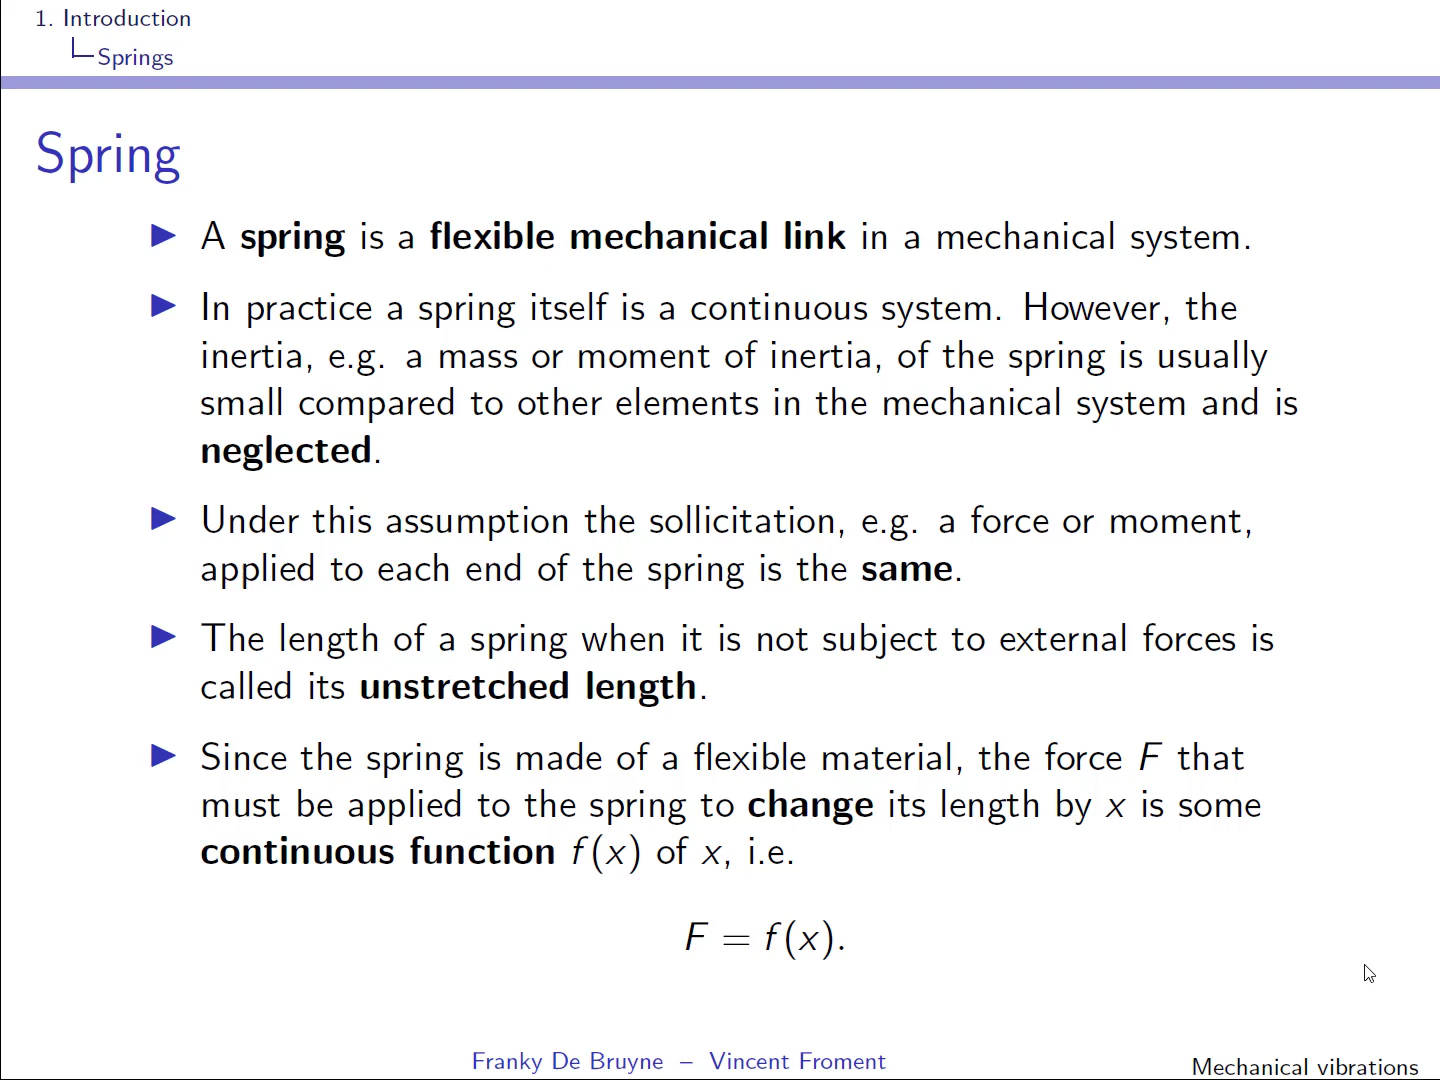 1. Introduction
Springs
Spring
A spring is a flexible mechanical link in a mechanical system.
In practice a spring itself is a continuous system. However, the
inertia, e.g. a mass or moment of inertia, of the spring is usually
small compared to other elements in the mechanical system and is
neglected.
Under this assumption the sollicitation, e.g. a force or moment,
applied to each end of the spring is the same.
The length of a spring when it is not subject to external forces is
called its unstretched length.
Since the spring is made of a flexible material, the force F that
must be applied to the spring to change its length by x is some
continuous function f(x) of x, i.e.
F = f(x).
Franky De Bruyne – Vincent Froment
Mechanical vibrations